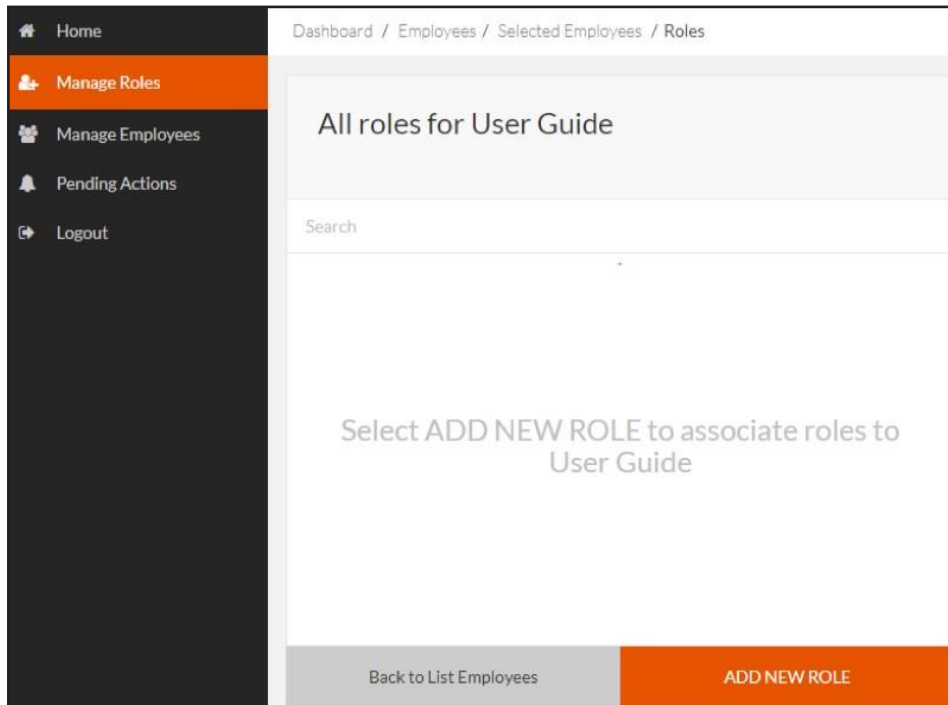 Home
Manage Roles
Manage Employees
Pending Actions
Logout
Dashboard / Employees / Selected Employees / Roles
All roles for User Guide
Search
Select ADD NEW ROLE to associate roles to
User Guide
Back to List Employees
ADD NEW ROLE